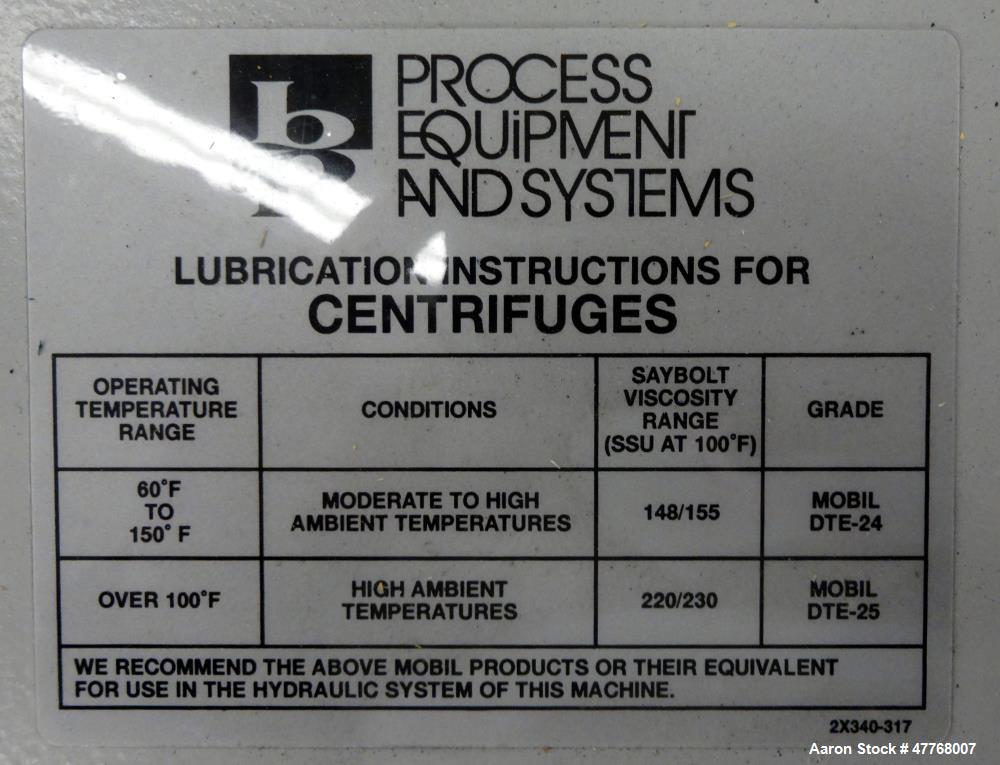 PROCESS
EQUiPMENT
AND SYSTEMS
LUBRICATION INSTRUCTIONS FOR
CENTRIFUGES
OPERATING
TEMPERATURE
RANGE
CONDITIONS
SAYBOLT
VISCOSITY
RANGE
(SSU AT 100°F)
GRADE
60°F
TO
150° F
MODERATE TO HIGH
AMBIENT TEMPERATURES
148/155
MOBIL
DTE-24
OVER 100°F
HIGH AMBIENT
TEMPERATURES
220/230
MOBIL
DTE-25
WE RECOMMEND THE ABOVE MOBIL PRODUCTS OR THEIR EQUIVALENT
FOR USE IN THE HYDRAULIC SYSTEM OF THIS MACHINE.
2X340-317
Aaron Stock # 47768007